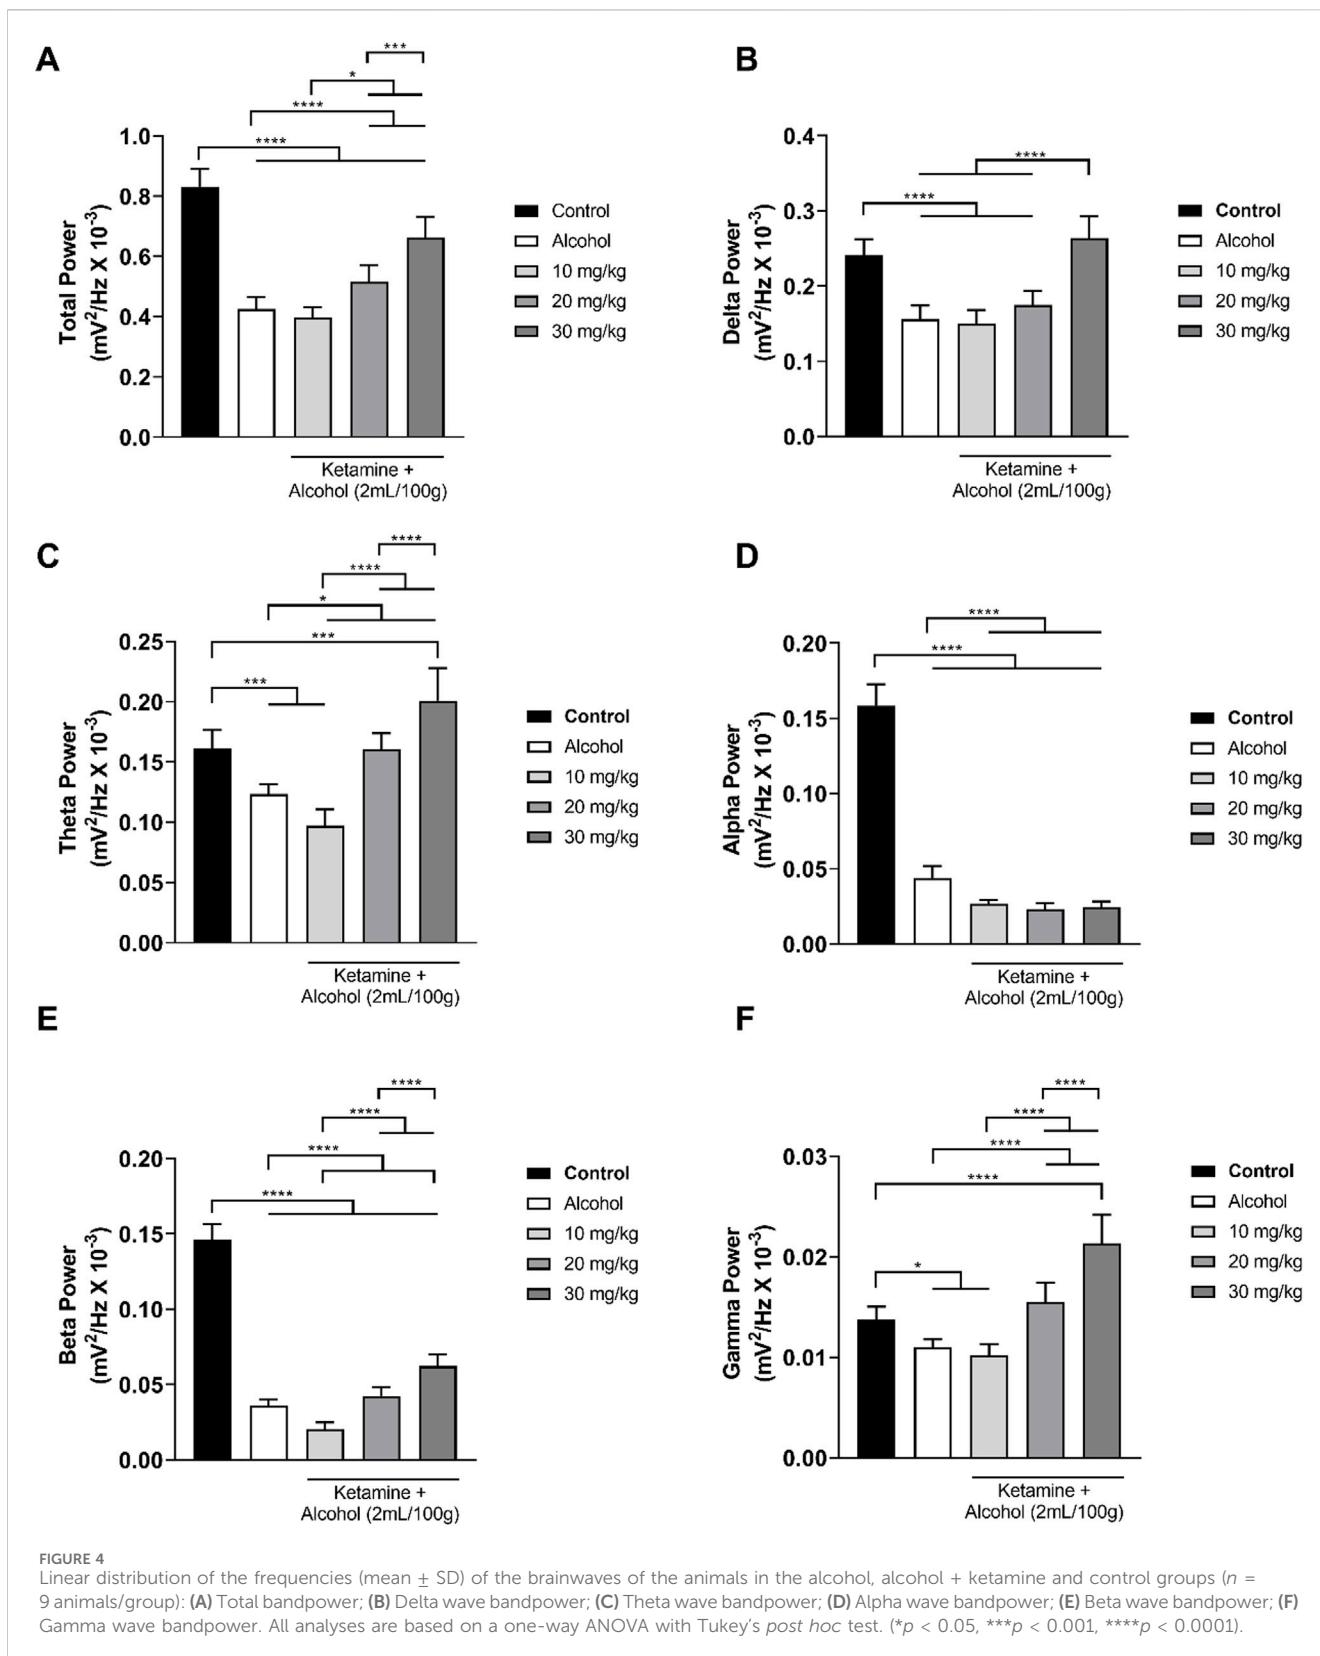 A
***
*
****
****
1.0
0.8
0.6
0.4
0.2
0.0
Total Power
(mV²/Hz X 10⁻³)
Control
Alcohol
10 mg/kg
20 mg/kg
30 mg/kg
Ketamine +
Alcohol (2mL/100g)
B
****
****
0.4
0.3
0.2
0.1
0.0
Delta Power
(mV²/Hz X 10⁻³)
Control
Alcohol
10 mg/kg
20 mg/kg
30 mg/kg
Ketamine +
Alcohol (2mL/100g)
C
****
****
*
***
***
0.25
0.20
0.15
0.10
0.05
0.00
Theta Power
(mV²/Hz X 10⁻³)
Control
Alcohol
10 mg/kg
20 mg/kg
30 mg/kg
Ketamine +
Alcohol (2mL/100g)
D
****
****
0.20
0.15
0.10
0.05
0.00
Alpha Power
(mV²/Hz X 10⁻³)
Control
Alcohol
10 mg/kg
20 mg/kg
30 mg/kg
Ketamine +
Alcohol (2mL/100g)
E
****
****
****
****
0.20
0.15
0.10
0.05
0.00
Beta Power
(mV²/Hz X 10⁻³)
Control
Alcohol
10 mg/kg
20 mg/kg
30 mg/kg
Ketamine +
Alcohol (2mL/100g)
F
****
****
****
****
*
0.03
0.02
0.01
0.00
Gamma Power
(mV²/Hz X 10⁻³)
Control
Alcohol
10 mg/kg
20 mg/kg
30 mg/kg
Ketamine +
Alcohol (2mL/100g)
FIGURE 4
Linear distribution of the frequencies (mean ± SD) of the brainwaves of the animals in the alcohol, alcohol + ketamine and control groups (n =
9 animals/group): (A) Total bandpower; (B) Delta wave bandpower; (C) Theta wave bandpower; (D) Alpha wave bandpower; (E) Beta wave bandpower; (F)
Gamma wave bandpower. All analyses are based on a one-way ANOVA with Tukey's post hoc test. (*p < 0.05, ***p < 0.001, ****p < 0.0001).